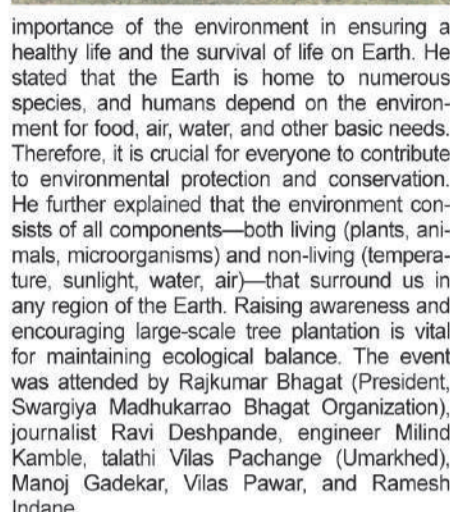 importance of the environment in ensuring a
healthy life and the survival of life on Earth. He
stated that the Earth is home to numerous
species, and humans depend on the environ-
ment for food, air, water, and other basic needs.
Therefore, it is crucial for everyone to contribute
to environmental protection and conservation.
He further explained that the environment con-
sists of all components—both living (plants, ani-
mals, microorganisms) and non-living (tempera-
ture, sunlight, water, air)—that surround us in
any region of the Earth. Raising awareness and
encouraging large-scale tree plantation is vital
for maintaining ecological balance. The event
was attended by Rajkumar Bhagat (President,
Swargiya Madhukarrao Bhagat Organization),
journalist Ravi Deshpande, engineer Milind
Kamble, talathi Vilas Pachange (Umarkhed),
Manoj Gadekar, Vilas Pawar, and Ramesh
Indane